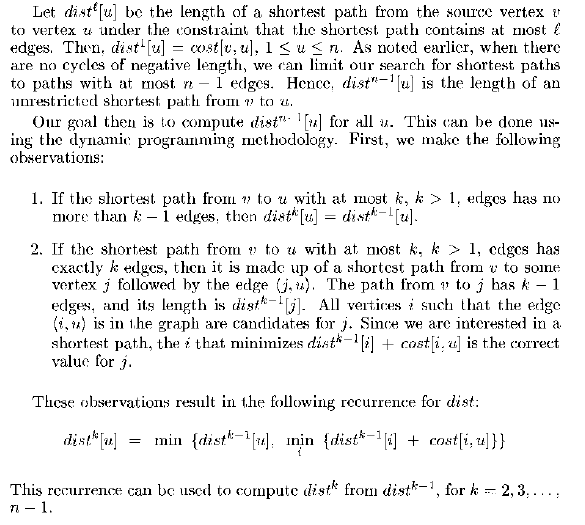 Let dist^ℓ[u] be the length of a shortest path from the source vertex v
to vertex u under the constraint that the shortest path contains at most ℓ
edges. Then, dist^1[u] = cost[v, u], 1 ≤ u ≤ n. As noted earlier, when there
are no cycles of negative length, we can limit our search for shortest paths
to paths with at most n − 1 edges. Hence, dist^{n−1}[u] is the length of an
unrestricted shortest path from v to u.
Our goal then is to compute dist^{n−1}[u] for all u. This can be done us-
ing the dynamic programming methodology. First, we make the following
observations:
1. If the shortest path from v to u with at most k, k > 1, edges has no
more than k − 1 edges, then dist^k[u] = dist^{k−1}[u].
2. If the shortest path from v to u with at most k, k > 1, edges has
exactly k edges, then it is made up of a shortest path from v to some
vertex j followed by the edge ⟨j, u⟩. The path from v to j has k − 1
edges, and its length is dist^{k−1}[j]. All vertices i such that the edge
⟨i, u⟩ is in the graph are candidates for j. Since we are interested in a
shortest path, the i that minimizes dist^{k−1}[i] + cost[i, u] is the correct
value for j.
These observations result in the following recurrence for dist:
dist^k[u] = min {dist^{k−1}[u], min_i {dist^{k−1}[i] + cost[i, u]}}
This recurrence can be used to compute dist^k from dist^{k−1}, for k = 2, 3, . . . ,
n − 1.